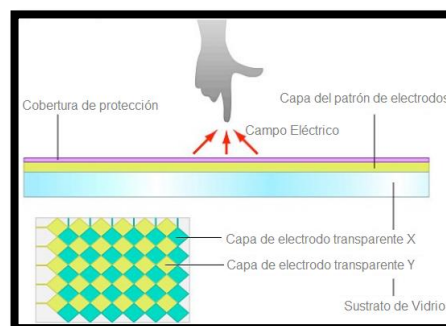 Capa del patrón de electrodos
Cobertura de protección
Campo Eléctrico
Capa de electrodo transparente X
Capa de electrodo transparente Y
Sustrato de Vidrio